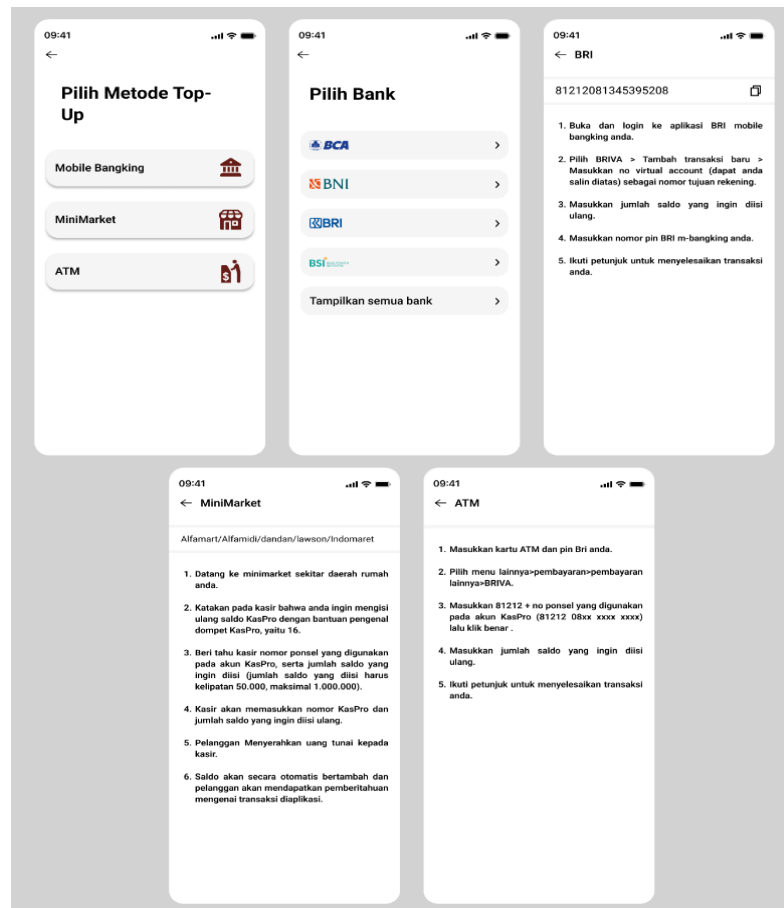 09:41
Pilih Metode Top-
Up
Mobile Bangking
MiniMarket
ATM
09:41
Pilih Bank
BCA
BNI
BRI
BSI
Tampilkan semua bank
09:41
BRI
81212081345395208
1. Buka dan login ke aplikasi BRI mobile
bangking anda.
2. Pilih BRIVA > Tambah transaksi baru >
Masukkan no virtual account (dapat anda
salin diatas) sebagai nomor tujuan rekening.
3. Masukkan jumlah saldo yang ingin diisi
ulang.
4. Masukkan nomor pin BRI m-bangking anda.
5. Ikuti petunjuk untuk menyelesaikan transaksi
anda.
09:41
MiniMarket
Alfamart/Alfamidi/dandan/lawson/Indomaret
1. Datang ke minimarket sekitar daerah rumah
anda.
2. Katakan pada kasir bahwa anda ingin mengisi
ulang saldo KasPro dengan bantuan pengenal
dompet KasPro, yaitu 16.
3. Beri tahu kasir nomor ponsel yang digunakan
pada akun KasPro, serta jumlah saldo yang
ingin diisi (jumlah saldo yang diisi harus
kelipatan 50.000, maksimal 1.000.000).
4. Kasir akan memasukkan nomor KasPro dan
jumlah saldo yang ingin diisi ulang.
5. Pelanggan Menyerahkan uang tunai kepada
kasir.
6. Saldo akan secara otomatis bertambah dan
pelanggan akan mendapatkan pemberitahuan
mengenai transaksi diaplikasi.
09:41
ATM
1. Masukkan kartu ATM dan pin Bri anda.
2. Pilih menu lainnya>pembayaran>pembayaran
lainnya>BRIVA.
3. Masukkan 81212 + no ponsel yang digunakan
pada akun KasPro (81212 08xx xxxx xxxx)
lalu klik benar .
4. Masukkan jumlah saldo yang ingin diisi
ulang.
5. Ikuti petunjuk untuk menyelesaikan transaksi
anda.